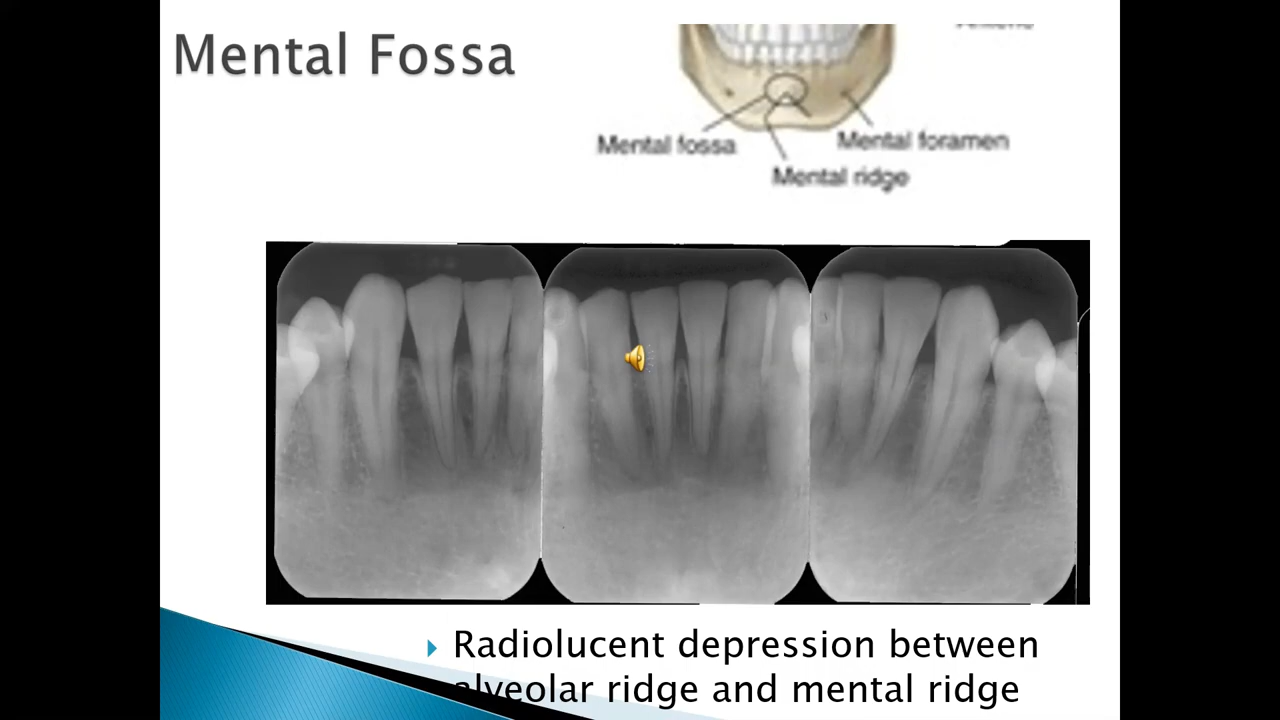 Mental Fossa
Mental fossa
Mental foramen
Mental ridge
Radiolucent depression between
alveolar ridge and mental ridge